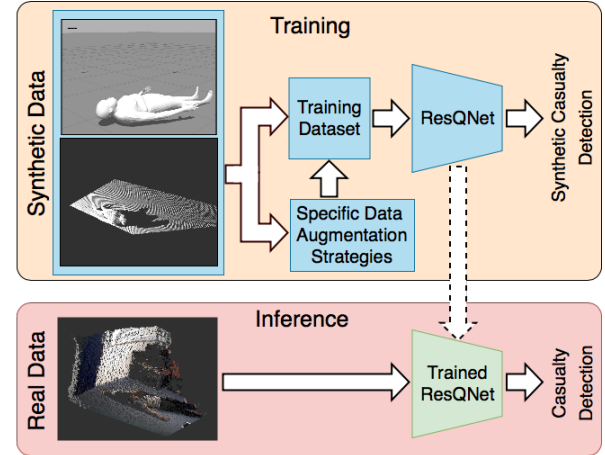 Training
Synthetic Data
Training
Dataset
ResQNet
Synthetic Casualty
Detection
Specific Data
Augmentation
Strategies
Inference
Real Data
Trained
ResQNet
Casualty
Detection